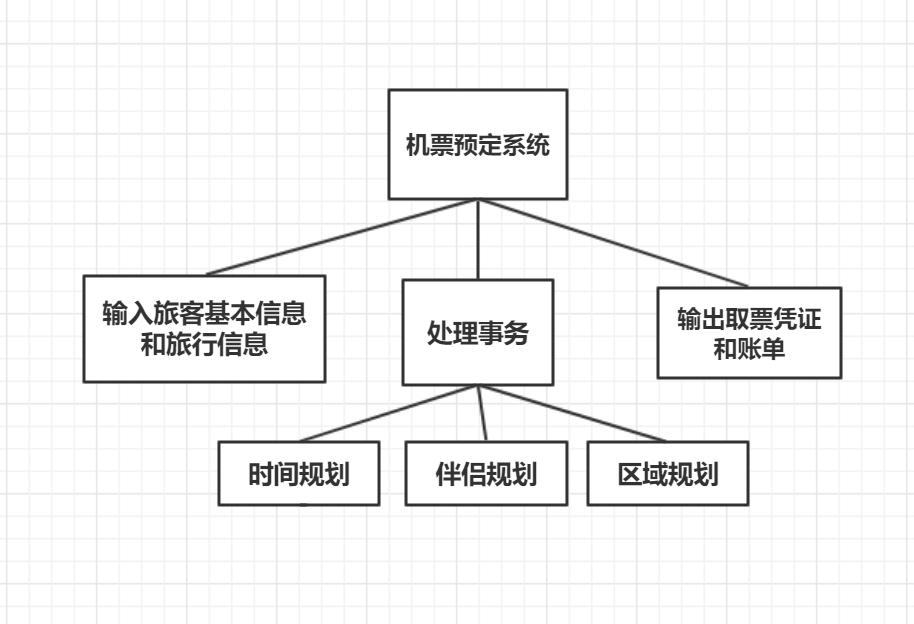 机票预定系统
输入旅客基本信息
和旅行信息
处理事务
输出取票凭证
和账单
时间规划
伴侣规划
区域规划